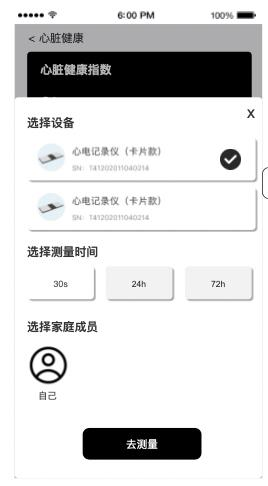 6:00 PM
100%
< 心脏健康
心脏健康指数
X
选择设备
心电记录仪（卡片款）
SN: T41202011040214
心电记录仪（卡片款）
SN: T41202011040214
选择测量时间
30s
24h
72h
选择家庭成员
自己
去测量